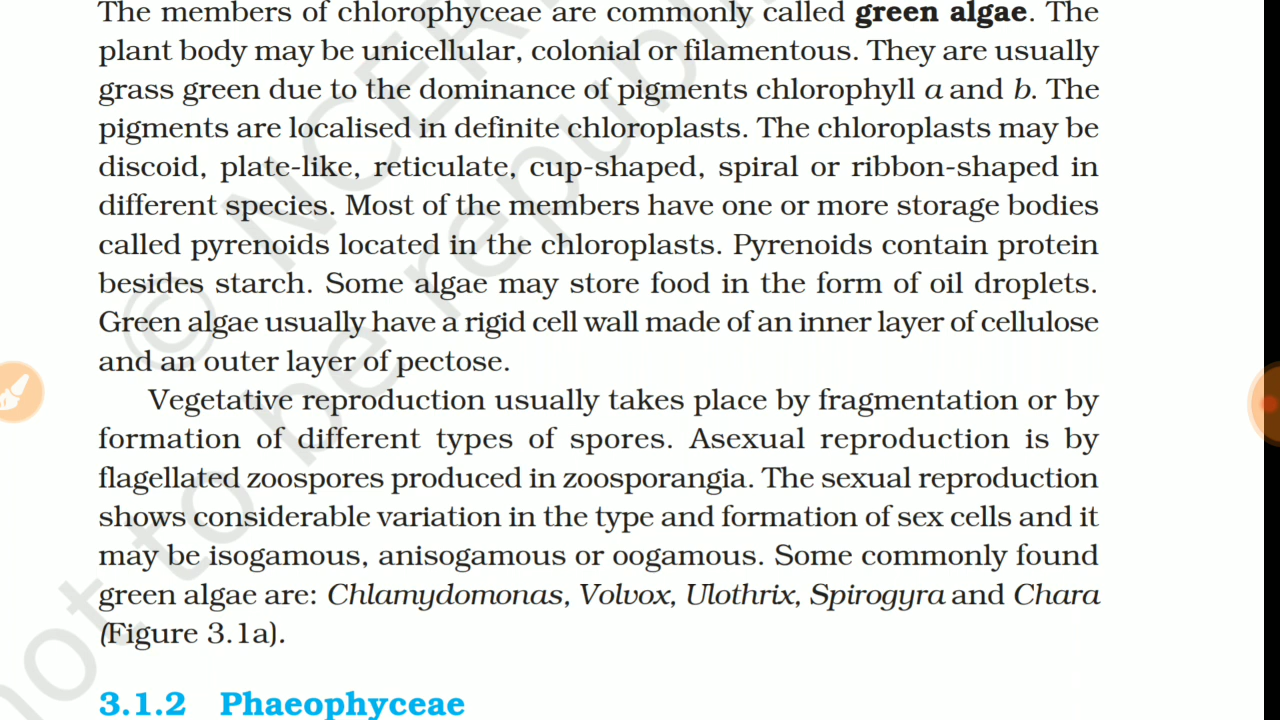 The members of chlorophyceae are commonly called green algae. The
plant body may be unicellular, colonial or filamentous. They are usually
grass green due to the dominance of pigments chlorophyll a and b. The
pigments are localised in definite chloroplasts. The chloroplasts may be
discoid, plate-like, reticulate, cup-shaped, spiral or ribbon-shaped in
different species. Most of the members have one or more storage bodies
called pyrenoids located in the chloroplasts. Pyrenoids contain protein
besides starch. Some algae may store food in the form of oil droplets.
Green algae usually have a rigid cell wall made of an inner layer of cellulose
and an outer layer of pectose.
Vegetative reproduction usually takes place by fragmentation or by
formation of different types of spores. Asexual reproduction is by
flagellated zoospores produced in zoosporangia. The sexual reproduction
shows considerable variation in the type and formation of sex cells and it
may be isogamous, anisogamous or oogamous. Some commonly found
green algae are: Chlamydomonas, Volvox, Ulothrix, Spirogyra and Chara
(Figure 3.1a).
3.1.2 Phaeophyceae
© NCER
not to be republi